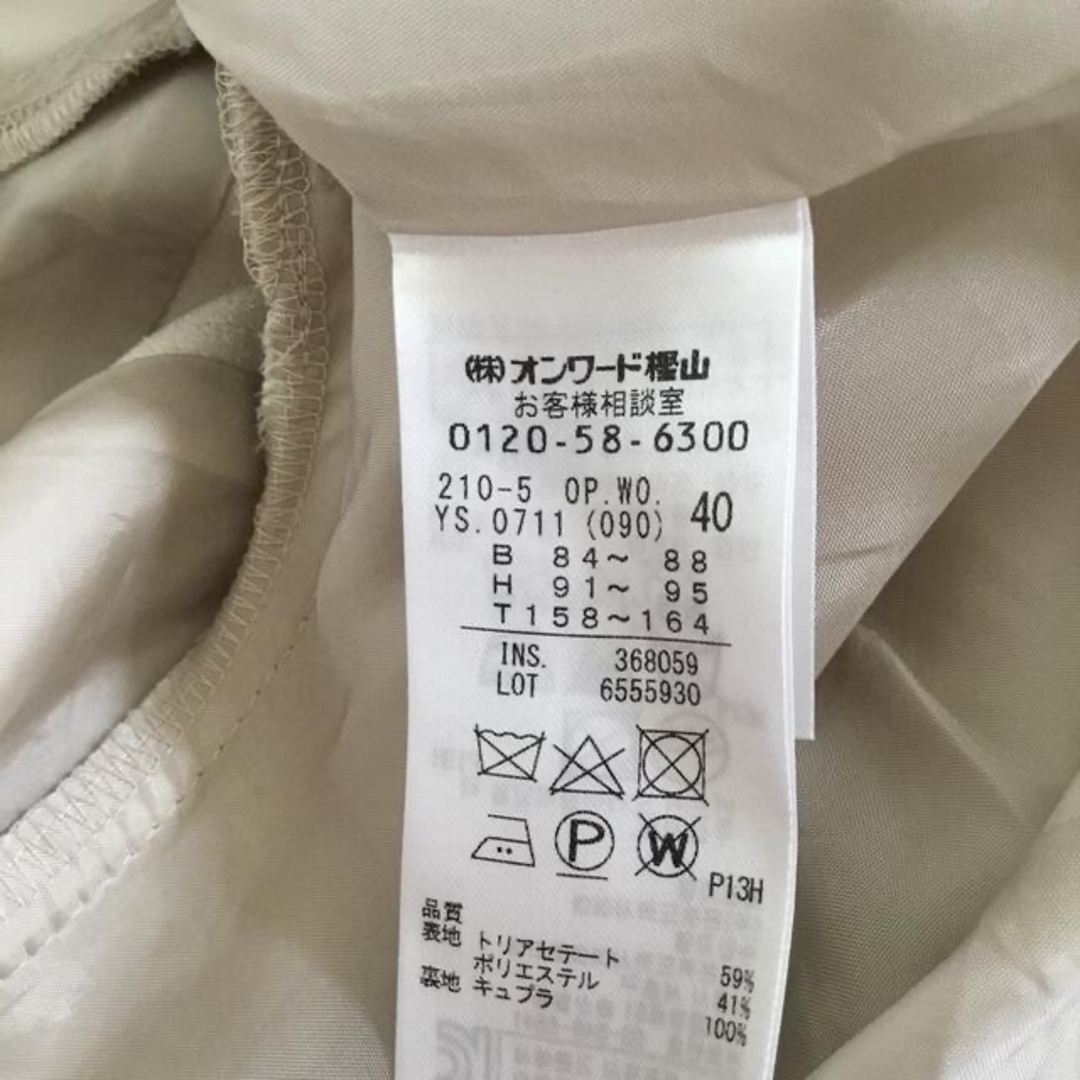 (株)オンワード樫山
お客様相談室
0120-58-6300
210-5 OP.WO. 40
YS.0711 (090)
B 84~ 88
H 91~ 95
T158~164
INS. 368059
LOT 6555930
P W
P13H
品質
表地 トリアセテート 59%
ポリエステル 41%
裏地 キュプラ 100%